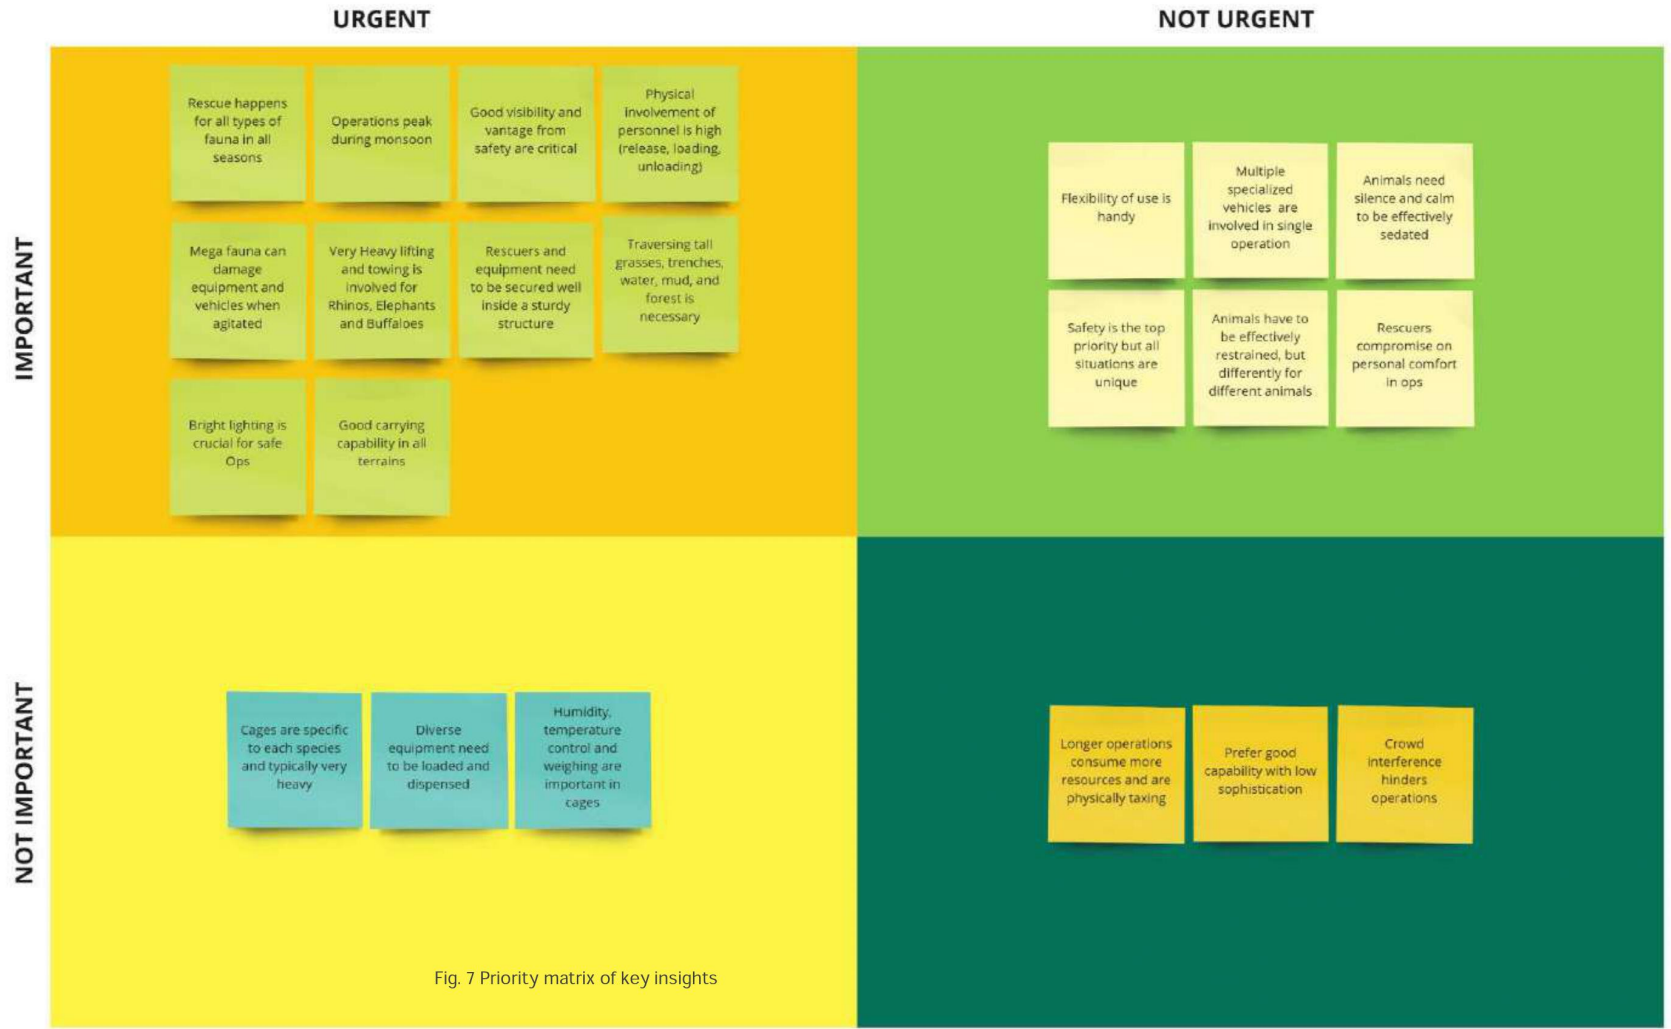 URGENT
NOT URGENT
IMPORTANT
Rescue happens
for all types of
fauna in all
seasons
Operations peak
during monsoon
Good visibility and
vantage from
safety are critical
Physical
involvement of
personnel is high
(release, loading,
unloading)
Mega fauna can
damage
equipment and
vehicles when
agitated
Very Heavy lifting
and towing is
involved for
Rhinos, Elephants
and Buffaloes
Rescuers and
equipment need
to be secured well
inside a sturdy
structure
Traversing tall
grasses, trenches,
water, mud, and
forest is
necessary
Bright lighting is
crucial for safe
Ops
Good carrying
capability in all
terrains
Flexibility of use is
handy
Multiple
specialized
vehicles are
involved in single
operation
Animals need
silence and calm
to be effectively
sedated
Safety is the top
priority but all
situations are
unique
Animals have to
be effectively
restrained, but
differently for
different animals
Rescuers
compromise on
personal comfort
in ops
NOT IMPORTANT
Cages are specific
to each species
and typically very
heavy
Diverse
equipment need
to be loaded and
dispensed
Humidity,
temperature
control and
weighing are
important in
cages
Longer operations
consume more
resources and are
physically taxing
Prefer good
capability with low
sophistication
Crowd
interference
hinders
operations
Fig. 7 Priority matrix of key insights